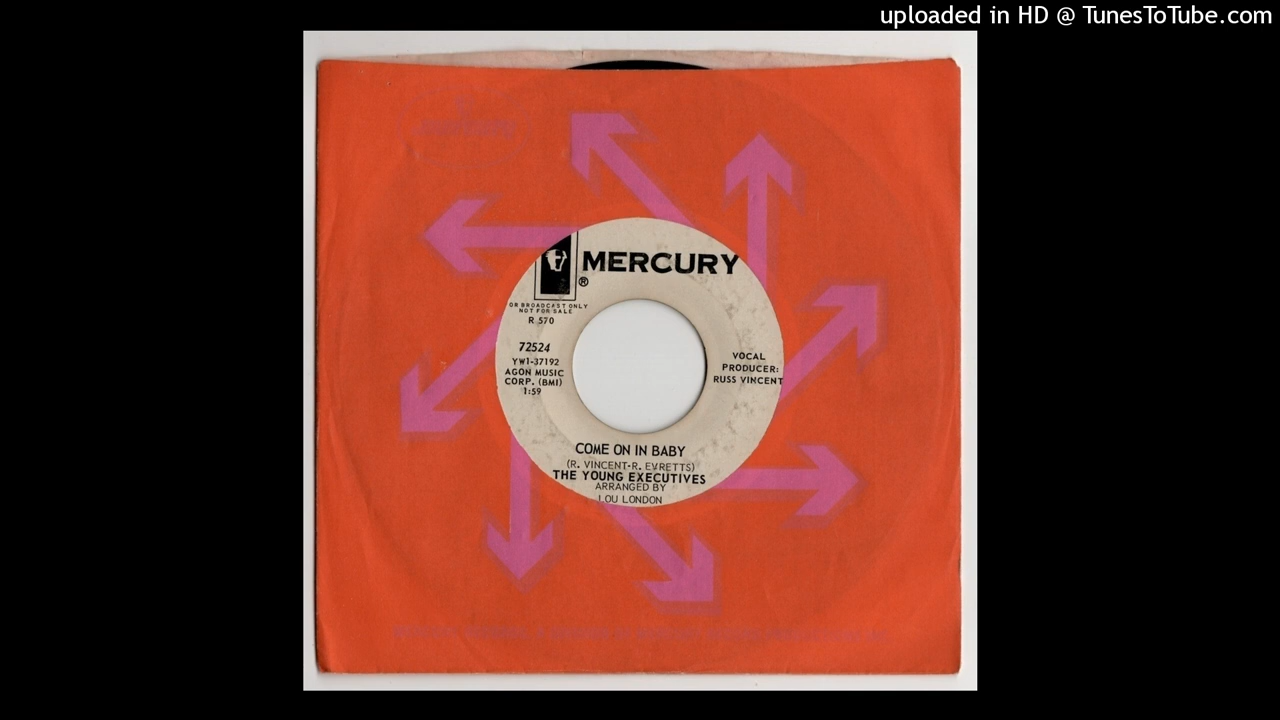 uploaded in HD @ TunesToTube.com
mercury
MERCURY
®
OR BROADCAST ONLY
NOT FOR SALE
R 570
72524
YW1-37192
AGON MUSIC
CORP. (BMI)
1:59
VOCAL
PRODUCER:
RUSS VINCENT
COME ON IN BABY
(R. VINCENT-R. EVRETTS)
THE YOUNG EXECUTIVES
ARRANGED BY
LOU LONDON